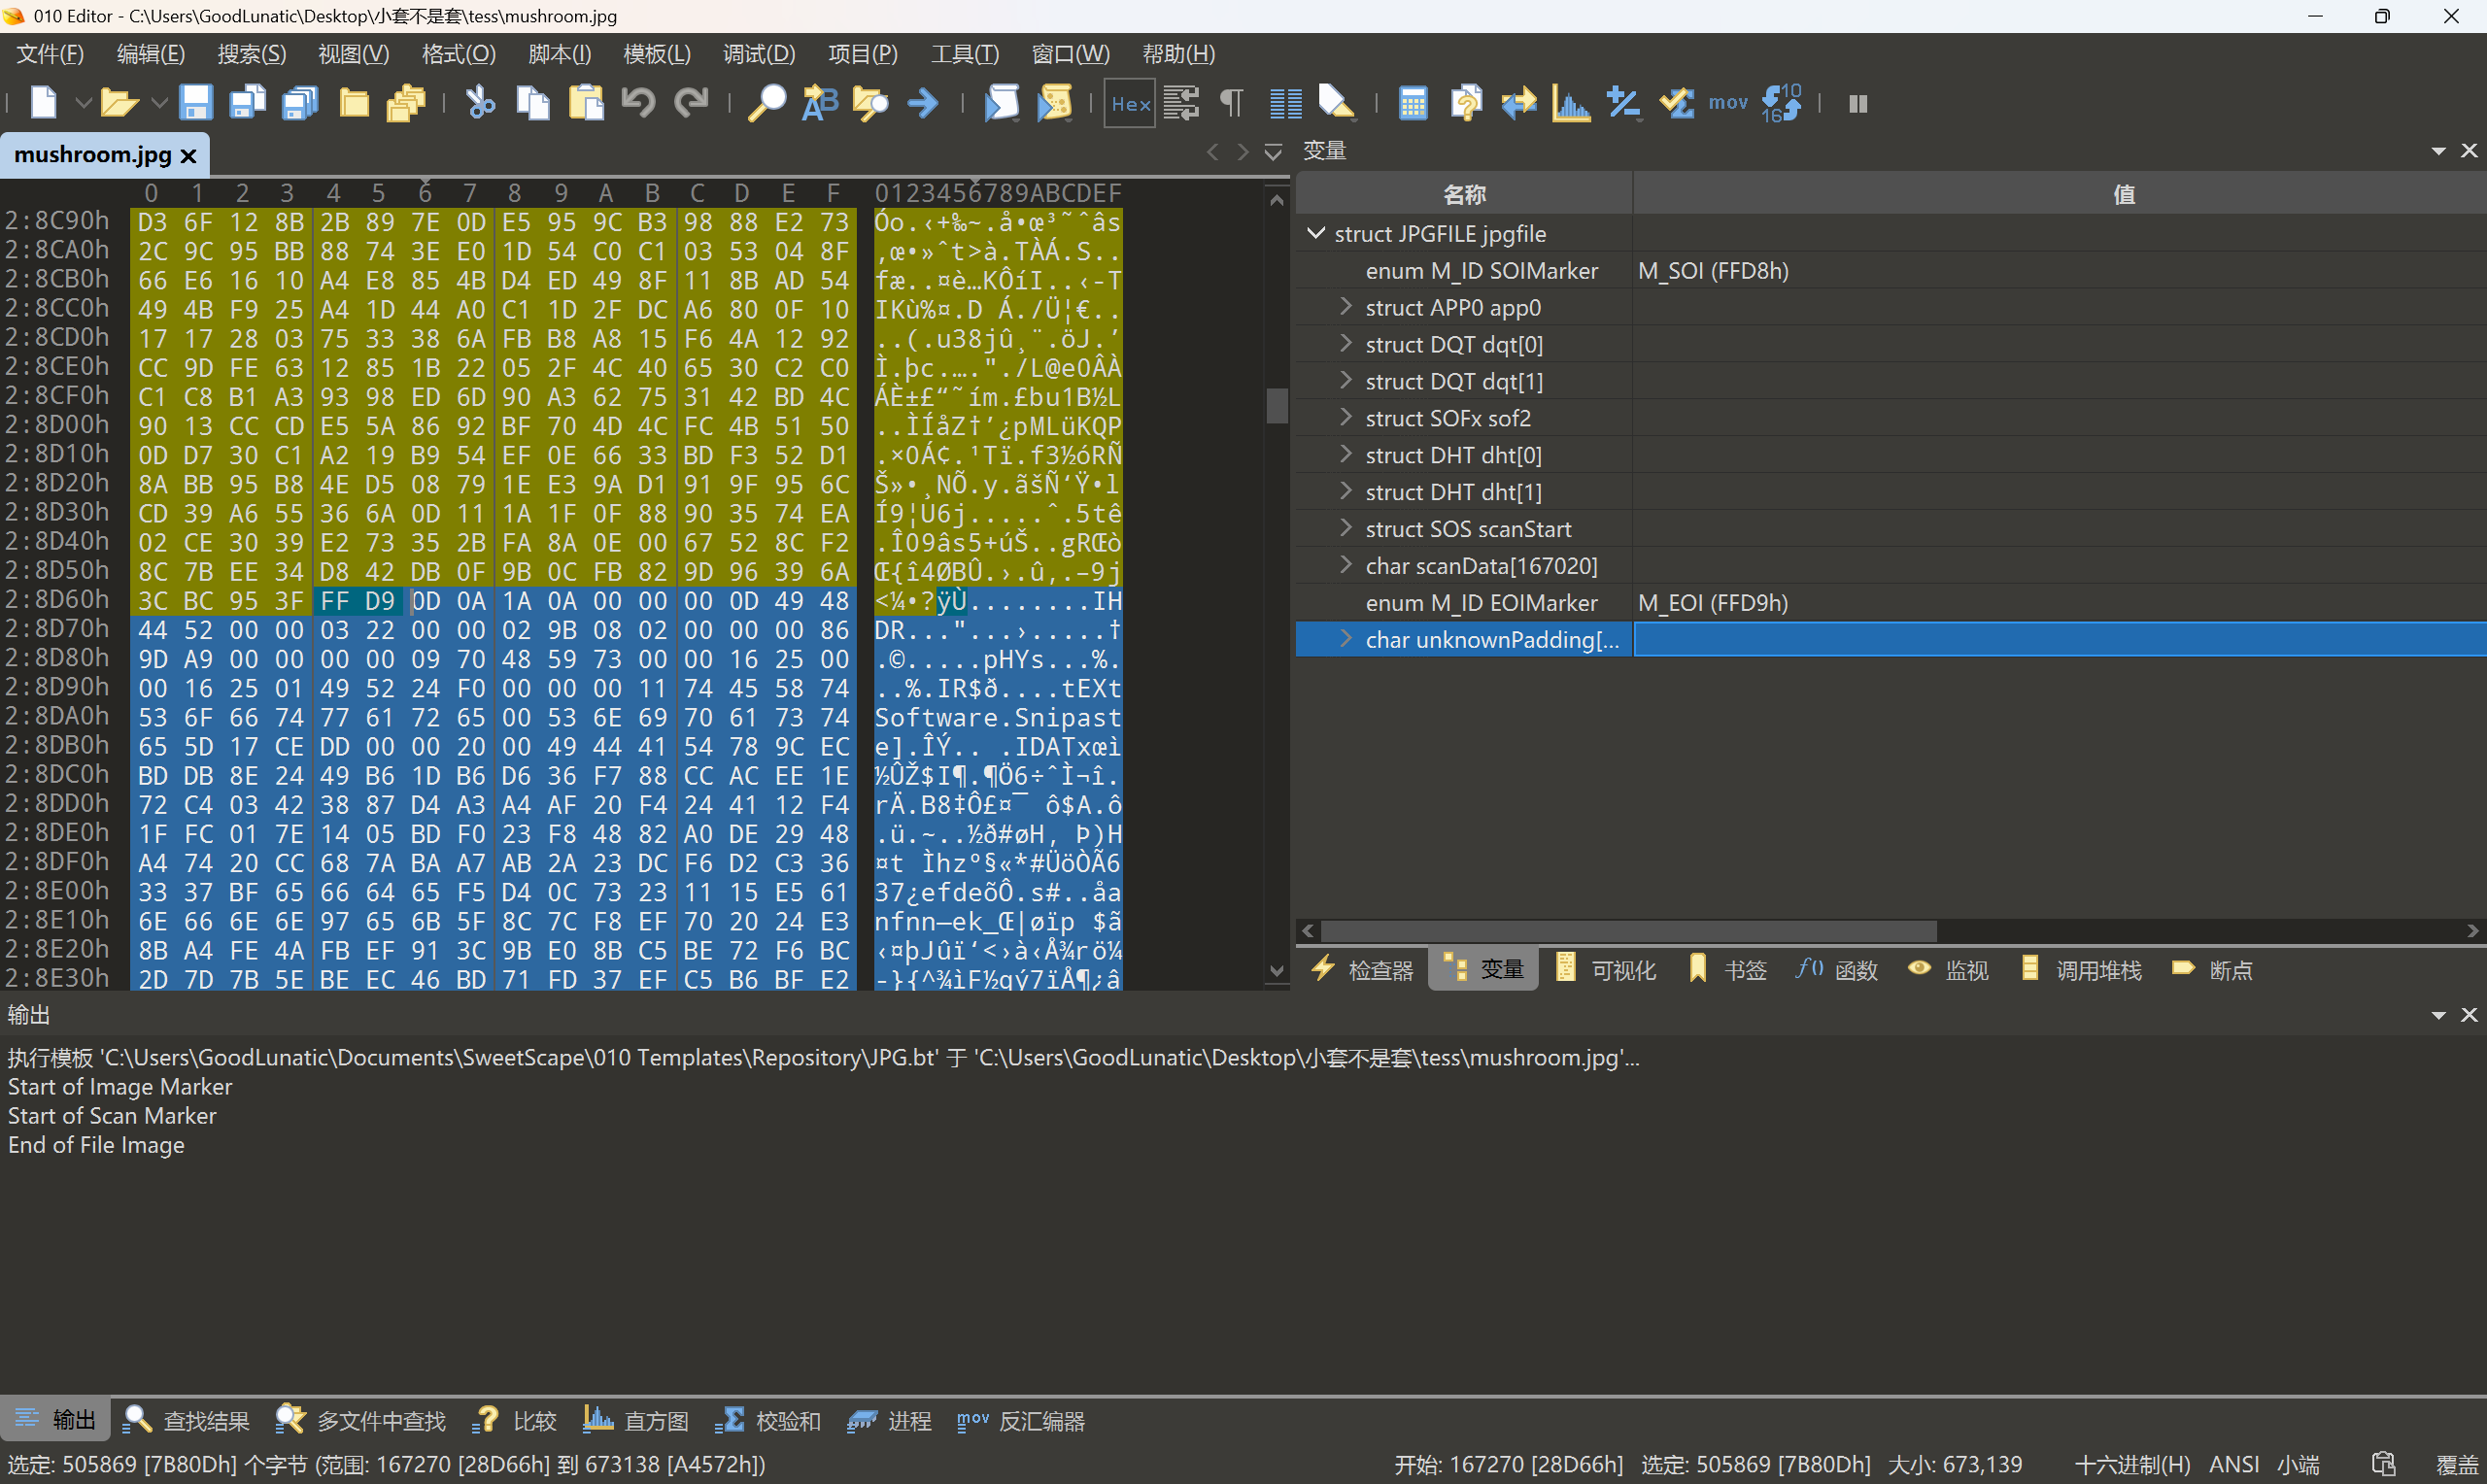 010 Editor - C:\Users\GoodLunatic\Desktop\小套不是套\tess\mushroom.jpg
文件(F) 编辑(E) 搜索(S) 视图(V) 格式(O) 脚本(I) 模板(L) 调试(D) 项目(P) 工具(T) 窗口(W) 帮助(H)
Hex mov
mushroom.jpg
0 1 2 3 4 5 6 7 8 9 A B C D E F 0123456789ABCDEF
2:8C90h D3 6F 12 8B 2B 89 7E 0D E5 95 9C B3 98 88 E2 73 Óo.‹+‰~.å•œ³˜ˆâs
2:8CA0h 2C 9C 95 BB 88 74 3E E0 1D 54 C0 C1 03 53 04 8F ,œ•»ˆt>à.TÀÁ.S..
2:8CB0h 66 E6 16 10 A4 E8 85 4B D4 ED 49 8F 11 8B AD 54 fæ..¤è…KÔíI..‹-T
2:8CC0h 49 4B F9 25 A4 1D 44 A0 C1 1D 2F DC A6 80 0F 10 IKù%¤.D Á./Ü¦€..
2:8CD0h 17 17 28 03 75 33 38 6A FB B8 A8 15 F6 4A 12 92 ..(.u38jû¸¨.öJ.’
2:8CE0h CC 9D FE 63 12 85 1B 22 05 2F 4C 40 65 30 C2 C0 Ì.þc.…."./L@e0ÂÀ
2:8CF0h C1 C8 B1 A3 93 98 ED 6D 90 A3 62 75 31 42 BD 4C ÁÈ±£“˜ím.£bu1B½L
2:8D00h 90 13 CC CD E5 5A 86 92 BF 70 4D 4C FC 4B 51 50 ..ÌÍåZ†’¿pMLüKQP
2:8D10h 0D D7 30 C1 A2 19 B9 54 EF 0E 66 33 BD F3 52 D1 .×0Á¢.¹Tï.f3½óRÑ
2:8D20h 8A BB 95 B8 4E D5 08 79 1E E3 9A D1 91 9F 95 6C Š»•¸NÕ.y.ãšÑ‘Ÿ•l
2:8D30h CD 39 A6 55 36 6A 0D 11 1A 1F 0F 88 90 35 74 EA Í9¦U6j.....ˆ.5tê
2:8D40h 02 CE 30 39 E2 73 35 2B FA 8A 0E 00 67 52 8C F2 .Î09âs5+úŠ..gRŒò
2:8D50h 8C 7B EE 34 D8 42 DB 0F 9B 0C FB 82 9D 96 39 6A Œ{î4ØBÛ.›.û‚.–9j
2:8D60h 3C BC 95 3F FF D9 0D 0A 1A 0A 00 00 00 0D 49 48 <¼•?ÿÙ........IH
2:8D70h 44 52 00 00 03 22 00 00 02 9B 08 02 00 00 00 86 DR..."...›.....†
2:8D80h 9D A9 00 00 00 00 09 70 48 59 73 00 00 16 25 00 .©.....pHYs...%.
2:8D90h 00 16 25 01 49 52 24 F0 00 00 00 11 74 45 58 74 ..%.IR$ð....tEXt
2:8DA0h 53 6F 66 74 77 61 72 65 00 53 6E 69 70 61 73 74 Software.Snipast
2:8DB0h 65 5D 17 CE DD 00 00 20 00 49 44 41 54 78 9C EC e].ÎÝ.. .IDATxœì
2:8DC0h BD DB 8E 24 49 B6 1D B6 D6 36 F7 88 CC AC EE 1E ½ÛŽ$I¶.¶Ö6÷ˆÌ¬î.
2:8DD0h 72 C4 03 42 38 87 D4 A3 A4 AF 20 F4 24 41 12 F4 rÄ.B8‡Ô£¤¯ ô$A.ô
2:8DE0h 1F FC 01 7E 14 05 BD F0 23 F8 48 82 A0 DE 29 48 .ü.~..½ð#øH‚ Þ)H
2:8DF0h A4 74 20 CC 68 7A BA A7 AB 2A 23 DC F6 D2 C3 36 ¤t Ìhzº§«*#ÜöÒÃ6
2:8E00h 33 37 BF 65 66 64 65 F5 D4 0C 73 23 11 15 E5 61 37¿efdeõÔ.s#..åa
2:8E10h 6E 66 6E 6E 97 65 6B 5F 8C 7C F8 EF 70 20 24 E3 nfnn—ek_Œ|øïp $ã
2:8E20h 8B A4 FE 4A FB EF 91 3C 9B E0 8B C5 BE 72 F6 BC ‹¤þJûï‘<›à‹Å¾rö¼
2:8E30h 2D 7D 7B 5E BE EC 46 BD 71 FD 37 EF C5 B6 BF E2 -}{^¾ìF½qý7ïÅ¶¿â
变量
名称 值
struct JPGFILE jpgfile
enum M_ID SOIMarker M_SOI (FFD8h)
struct APP0 app0
struct DQT dqt[0]
struct DQT dqt[1]
struct SOFx sof2
struct DHT dht[0]
struct DHT dht[1]
struct SOS scanStart
char scanData[167020]
enum M_ID EOIMarker M_EOI (FFD9h)
char unknownPadding[...
检查器 变量 可视化 书签 f() 函数 监视 调用堆栈 断点
输出
执行模板 'C:\Users\GoodLunatic\Documents\SweetScape\010 Templates\Repository\JPG.bt' 于 'C:\Users\GoodLunatic\Desktop\小套不是套\tess\mushroom.jpg'...
Start of Image Marker
Start of Scan Marker
End of File Image
输出 查找结果 多文件中查找 比较 直方图 校验和 进程 mov 反汇编器
选定: 505869 [7B80Dh] 个字节 (范围: 167270 [28D66h] 到 673138 [A4572h]) 开始: 167270 [28D66h] 选定: 505869 [7B80Dh] 大小: 673,139 十六进制(H) ANSI 小端 覆盖